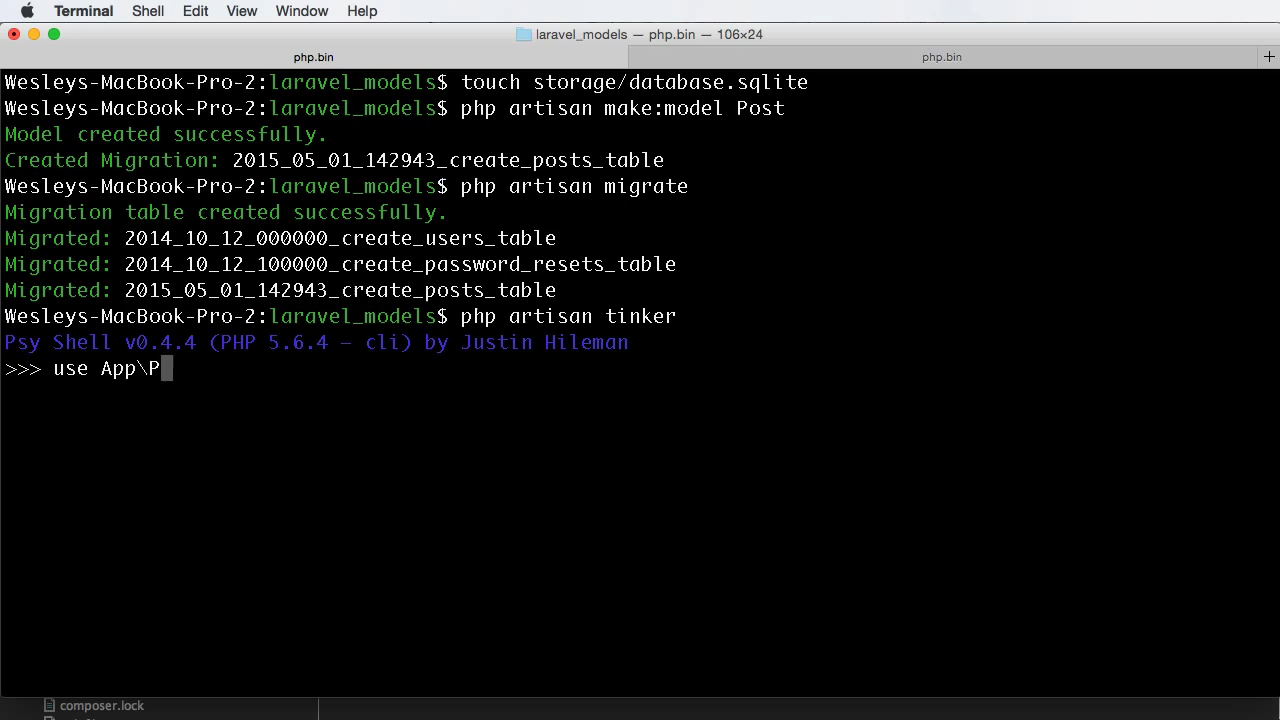 Terminal Shell Edit View Window Help
laravel_models — php.bin — 106×24
php.bin php.bin +
Wesleys-MacBook-Pro-2:laravel_models$ touch storage/database.sqlite
Wesleys-MacBook-Pro-2:laravel_models$ php artisan make:model Post
Model created successfully.
Created Migration: 2015_05_01_142943_create_posts_table
Wesleys-MacBook-Pro-2:laravel_models$ php artisan migrate
Migration table created successfully.
Migrated: 2014_10_12_000000_create_users_table
Migrated: 2014_10_12_100000_create_password_resets_table
Migrated: 2015_05_01_142943_create_posts_table
Wesleys-MacBook-Pro-2:laravel_models$ php artisan tinker
Psy Shell v0.4.4 (PHP 5.6.4 — cli) by Justin Hileman
>>> use App\P
composer.lock